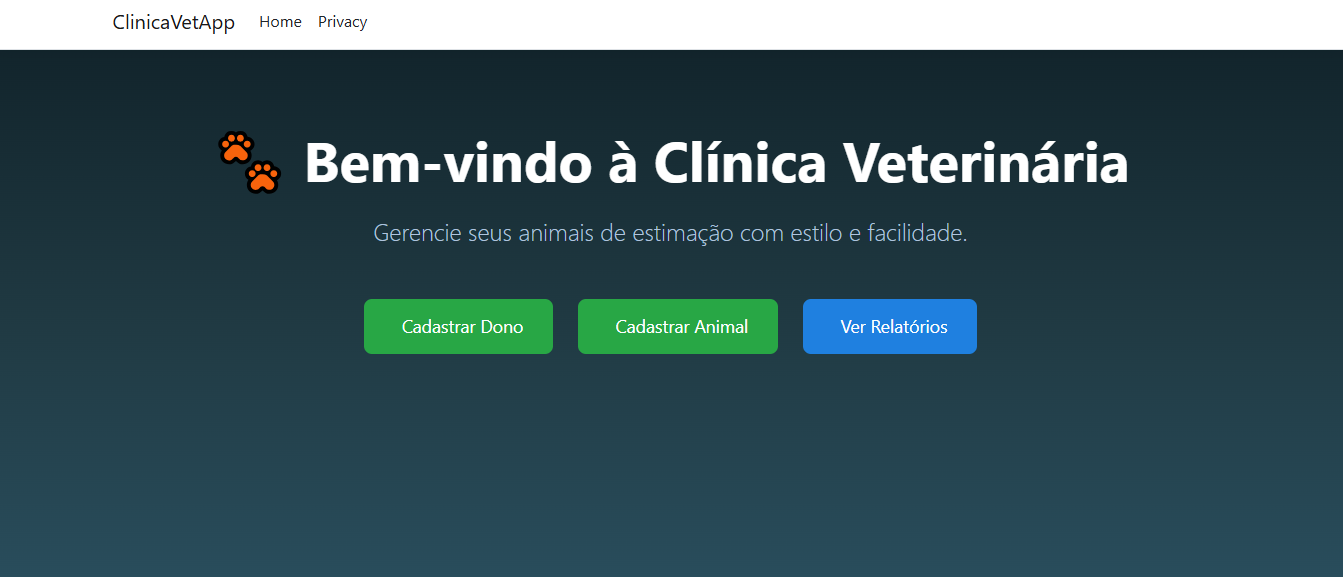 ClinicaVetApp Home Privacy
Bem-vindo à Clínica Veterinária
Gerencie seus animais de estimação com estilo e facilidade.
Cadastrar Dono Cadastrar Animal Ver Relatórios